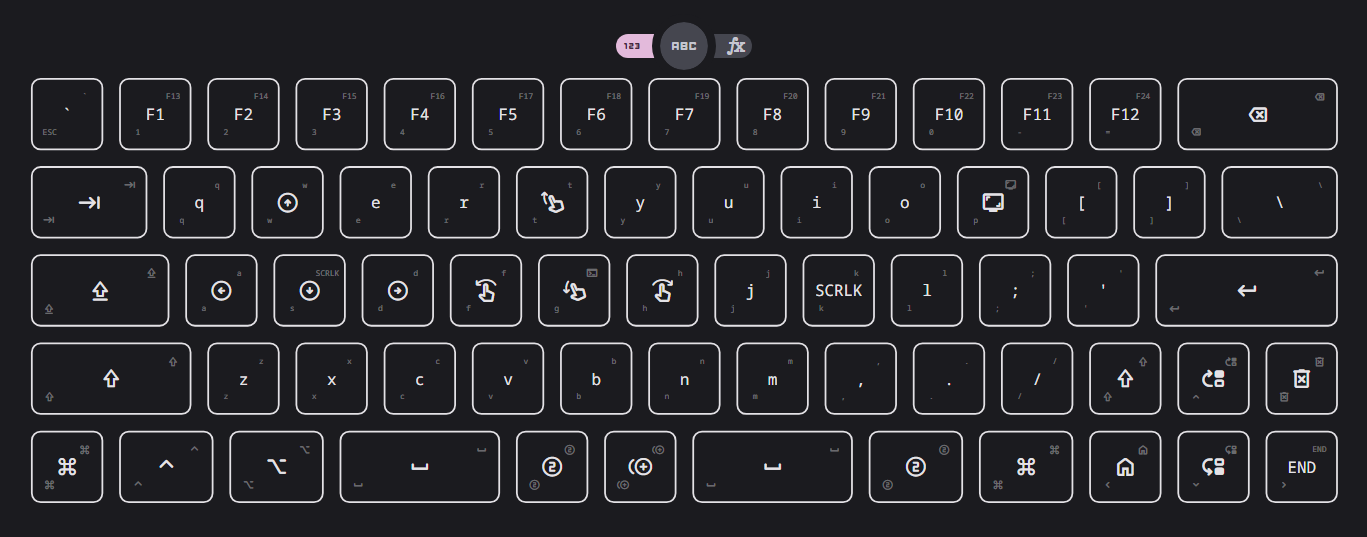 123 ABC fx
` F13 F14 F15 F16 F17 F18 F19 F20 F21 F22 F23 F24
` F1 F2 F3 F4 F5 F6 F7 F8 F9 F10 F11 F12
ESC 1 2 3 4 5 6 7 8 9 0 - =
q w e r t y u i o [ ] \
q e r y u i o [ ] \
q w e r t y u i o p [ ] \
a SCRLK d f h j k l ; '
j SCRLK l ; '
a s d f g h j k l ; '
z x c v b n m , . /
z x c v b n m , . /
z x c v b n m , . / ^
⌘ ^ ⌥ ⌘ END
⌘ ^ ⌥ 2 2 ⌘ END
⌘ ^ ⌥ ⌘ < ⌄ >